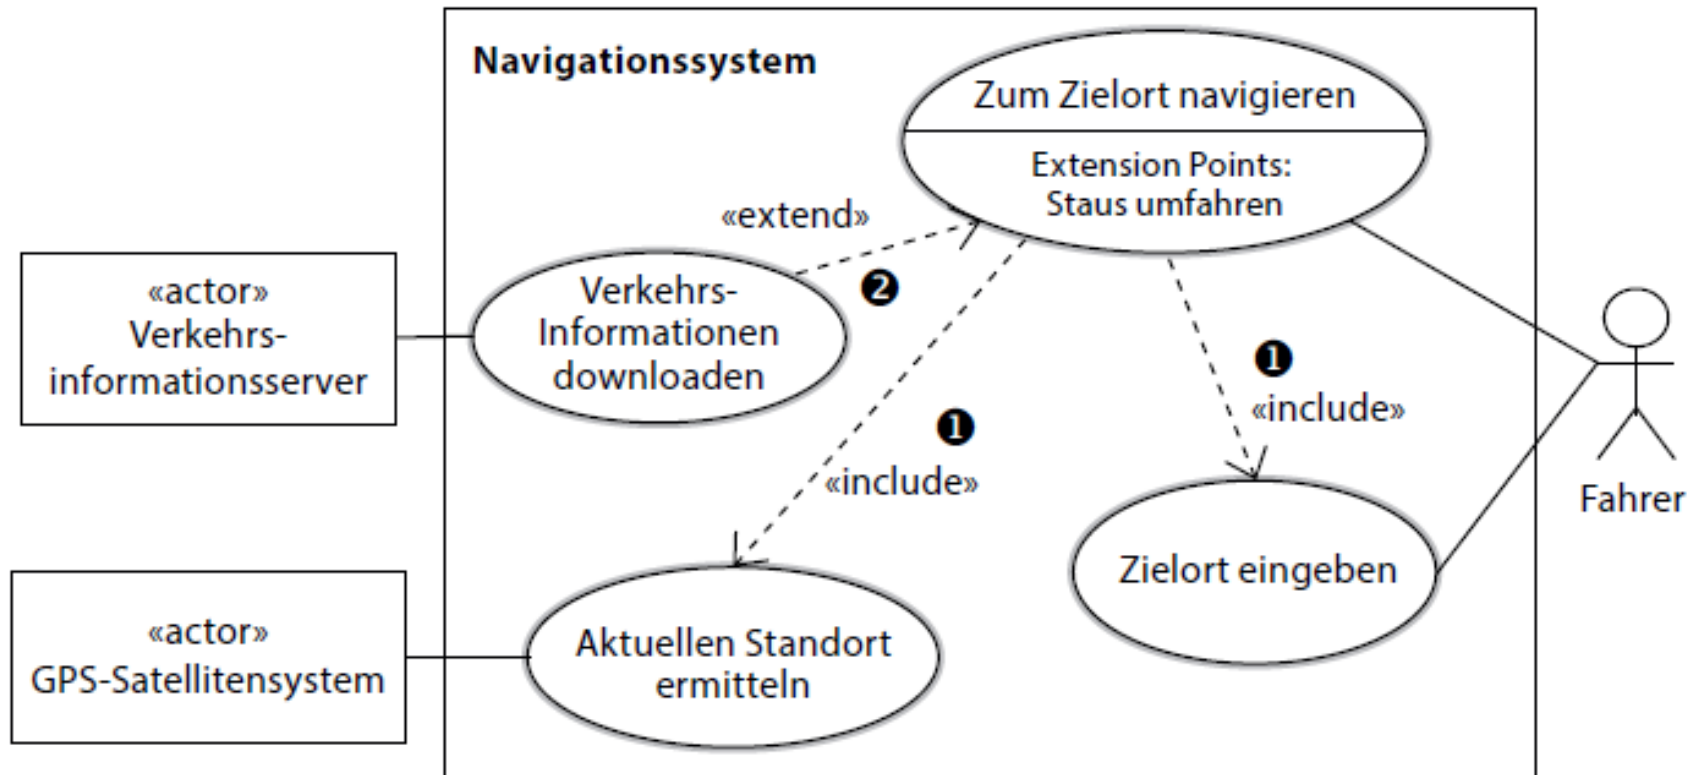 Navigationssystem
Zum Zielort navigieren
Extension Points:
Staus umfahren
«extend»
❷
«actor»
Verkehrs-
informationsserver
Verkehrs-
Informationen
downloaden
❶
«include»
❶
«include»
Fahrer
«actor»
GPS-Satellitensystem
Aktuellen Standort
ermitteln
Zielort eingeben